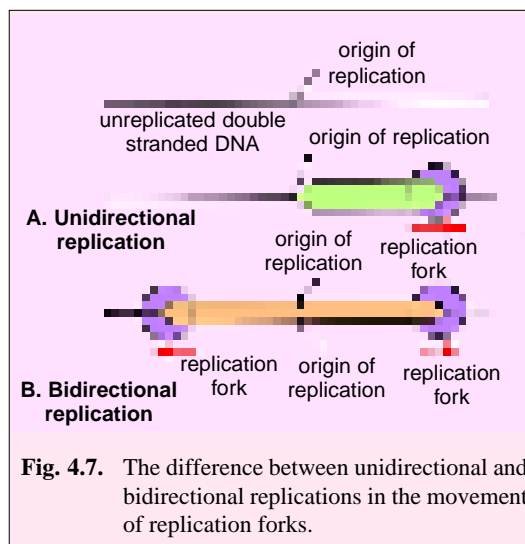 origin of
replication
unreplicated double
stranded DNA
origin of replication
A. Unidirectional
replication
origin of
replication
replication
fork
B. Bidirectional
replication
replication
fork
origin of
replication
replication
fork
Fig. 4.7. The difference between unidirectional and
bidirectional replications in the movement
of replication forks.